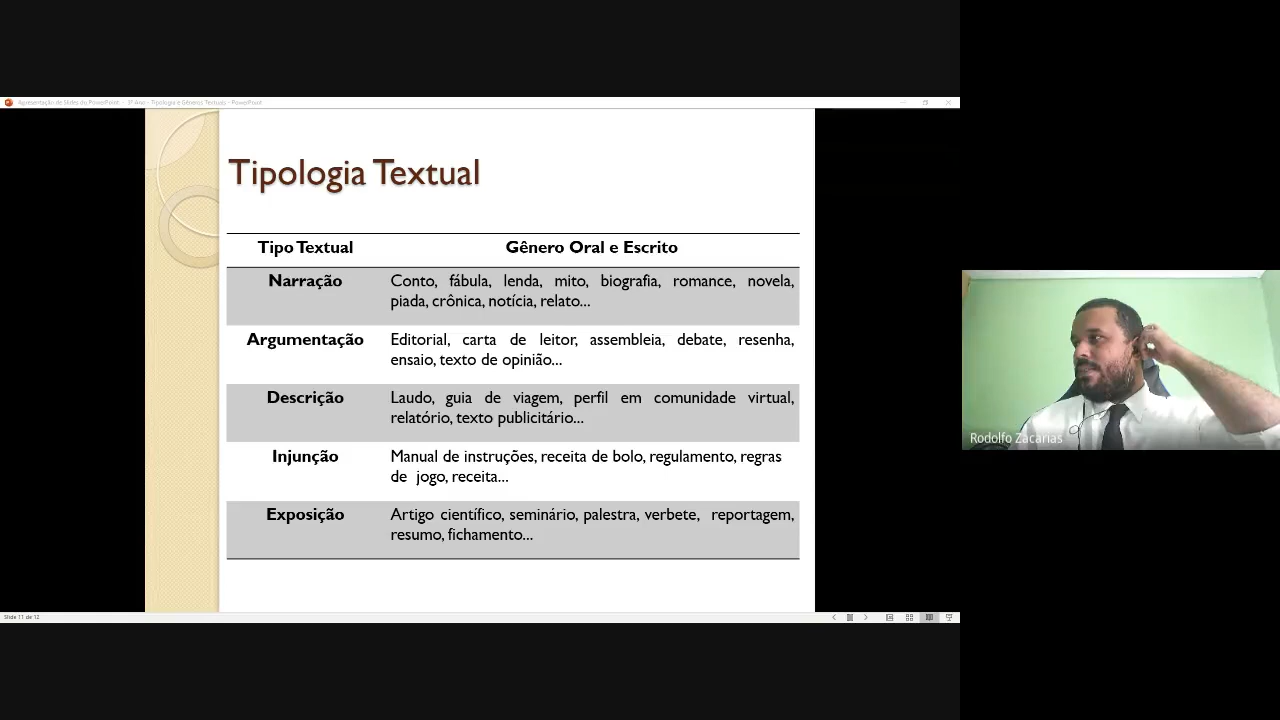 Apresentação de Slides do PowerPoint - 3º Ano - Tipologia e Gêneros Textuais - PowerPoint
Tipologia Textual
Tipo Textual Gênero Oral e Escrito
Narração Conto, fábula, lenda, mito, biografia, romance, novela,
piada, crônica, notícia, relato...
Argumentação Editorial, carta de leitor, assembleia, debate, resenha,
ensaio, texto de opinião...
Descrição Laudo, guia de viagem, perfil em comunidade virtual,
relatório, texto publicitário...
Injunção Manual de instruções, receita de bolo, regulamento, regras
de jogo, receita...
Exposição Artigo científico, seminário, palestra, verbete, reportagem,
resumo, fichamento...
Rodolfo Zacarias
Slide 11 de 12